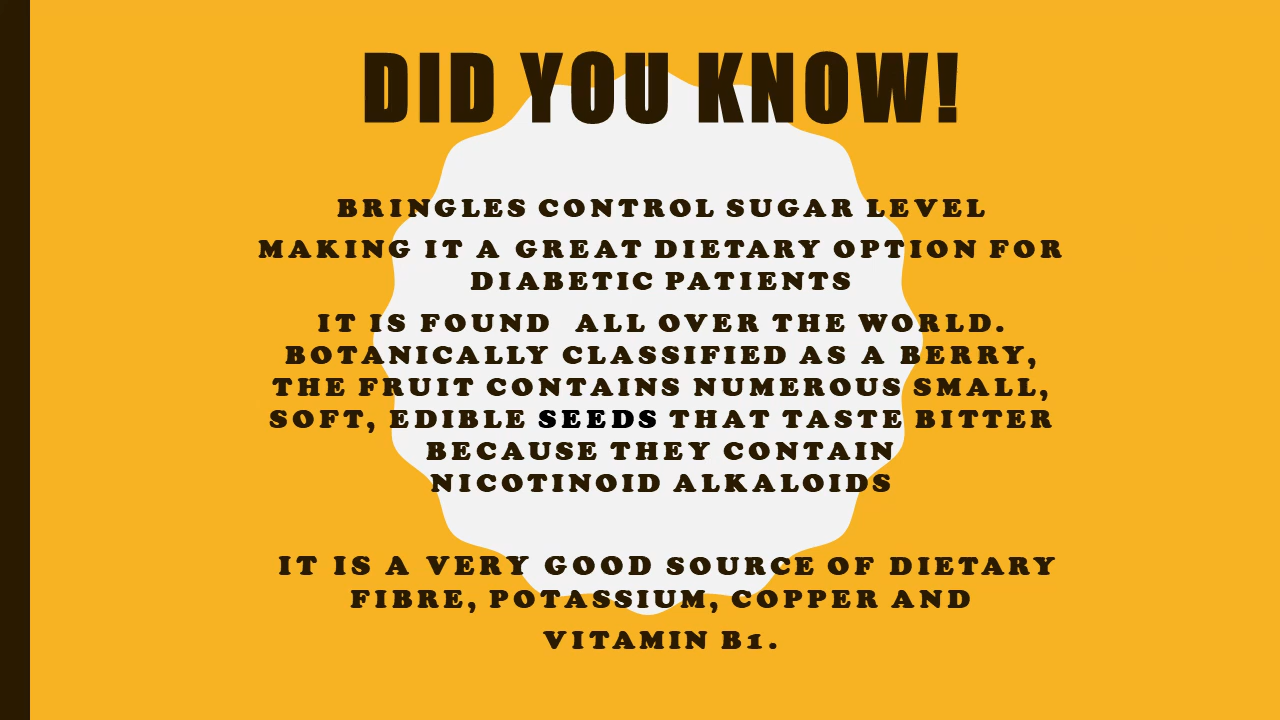 DID YOU KNOW!
BRINGLES CONTROL SUGAR LEVEL
MAKING IT A GREAT DIETARY OPTION FOR
DIABETIC PATIENTS
IT IS FOUND ALL OVER THE WORLD.
BOTANICALLY CLASSIFIED AS A BERRY,
THE FRUIT CONTAINS NUMEROUS SMALL,
SOFT, EDIBLE SEEDS THAT TASTE BITTER
BECAUSE THEY CONTAIN
NICOTINOID ALKALOIDS
IT IS A VERY GOOD SOURCE OF DIETARY
FIBRE, POTASSIUM, COPPER AND
VITAMIN B1.